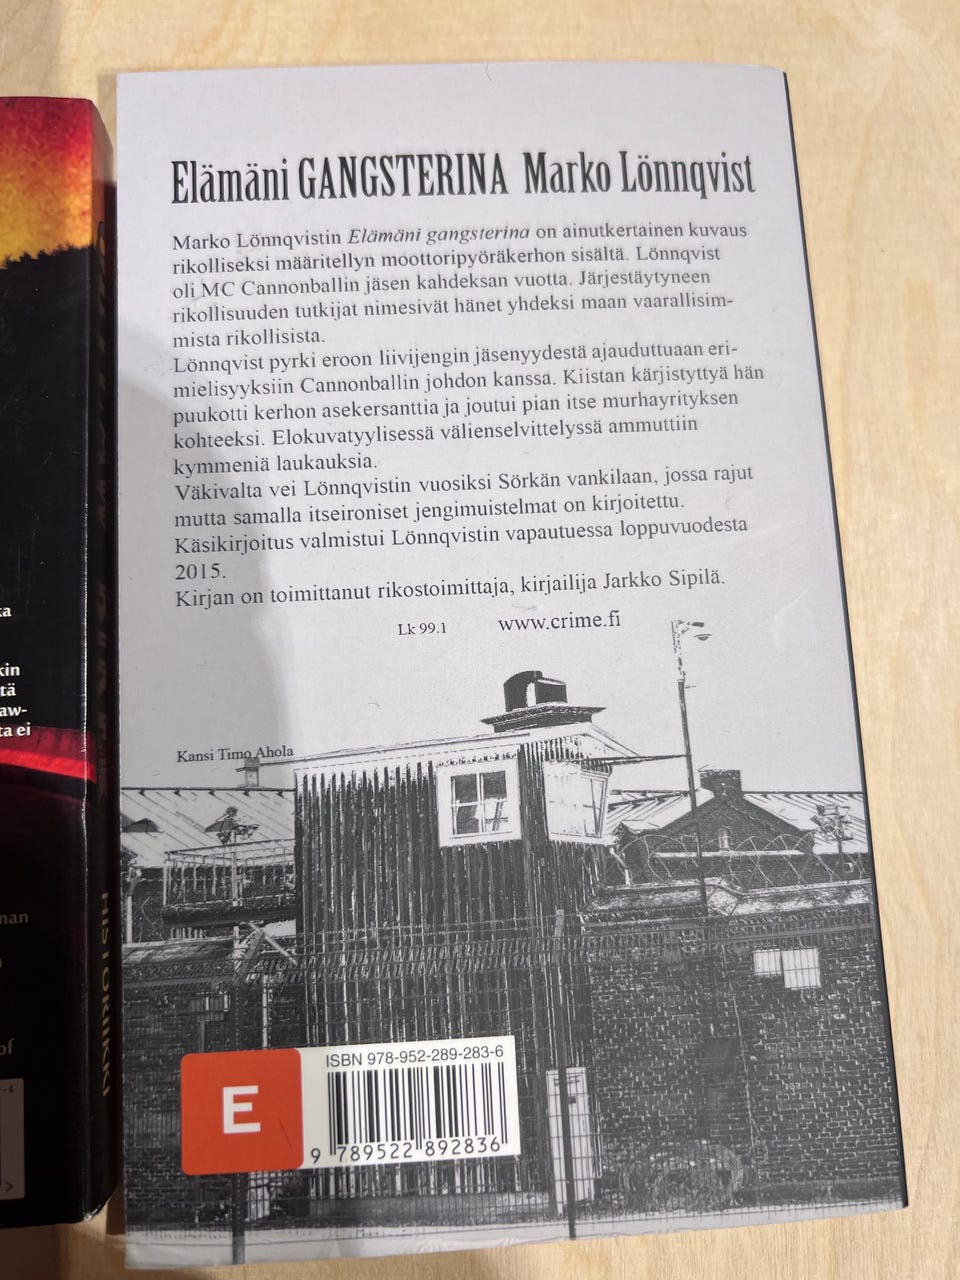 Elämäni GANGSTERINA Marko Lönnqvist
Marko Lönnqvistin Elämäni gangsterina on ainutkertainen kuvaus
rikolliseksi määritellyn moottoripyöräkerhon sisältä. Lönnqvist
oli MC Cannonballin jäsen kahdeksan vuotta. Järjestäytyneen
rikollisuuden tutkijat nimesivät hänet yhdeksi maan vaarallisim-
mista rikollisista.
Lönnqvist pyrki eroon liivijengin jäsenyydestä ajauduttuaan eri-
mielisyyksiin Cannonballin johdon kanssa. Kiistan kärjistyttyä hän
puukotti kerhon asekersanttia ja joutui pian itse murhayrityksen
kohteeksi. Elokuvatyylisessä välienselvittelyssä ammuttiin
kymmeniä laukauksia.
Väkivalta vei Lönnqvistin vuosiksi Sörkän vankilaan, jossa rajut
mutta samalla itseironiset jengimuistelmat on kirjoitettu.
Käsikirjoitus valmistui Lönnqvistin vapautuessa loppuvuodesta
2015.
Kirjan on toimittanut rikostoimittaja, kirjailija Jarkko Sipilä.
Lk 99.1 www.crime.fi
Kansi Timo Ahola
E
ISBN 978-952-289-283-6
9 789522 892836
ta ei
of